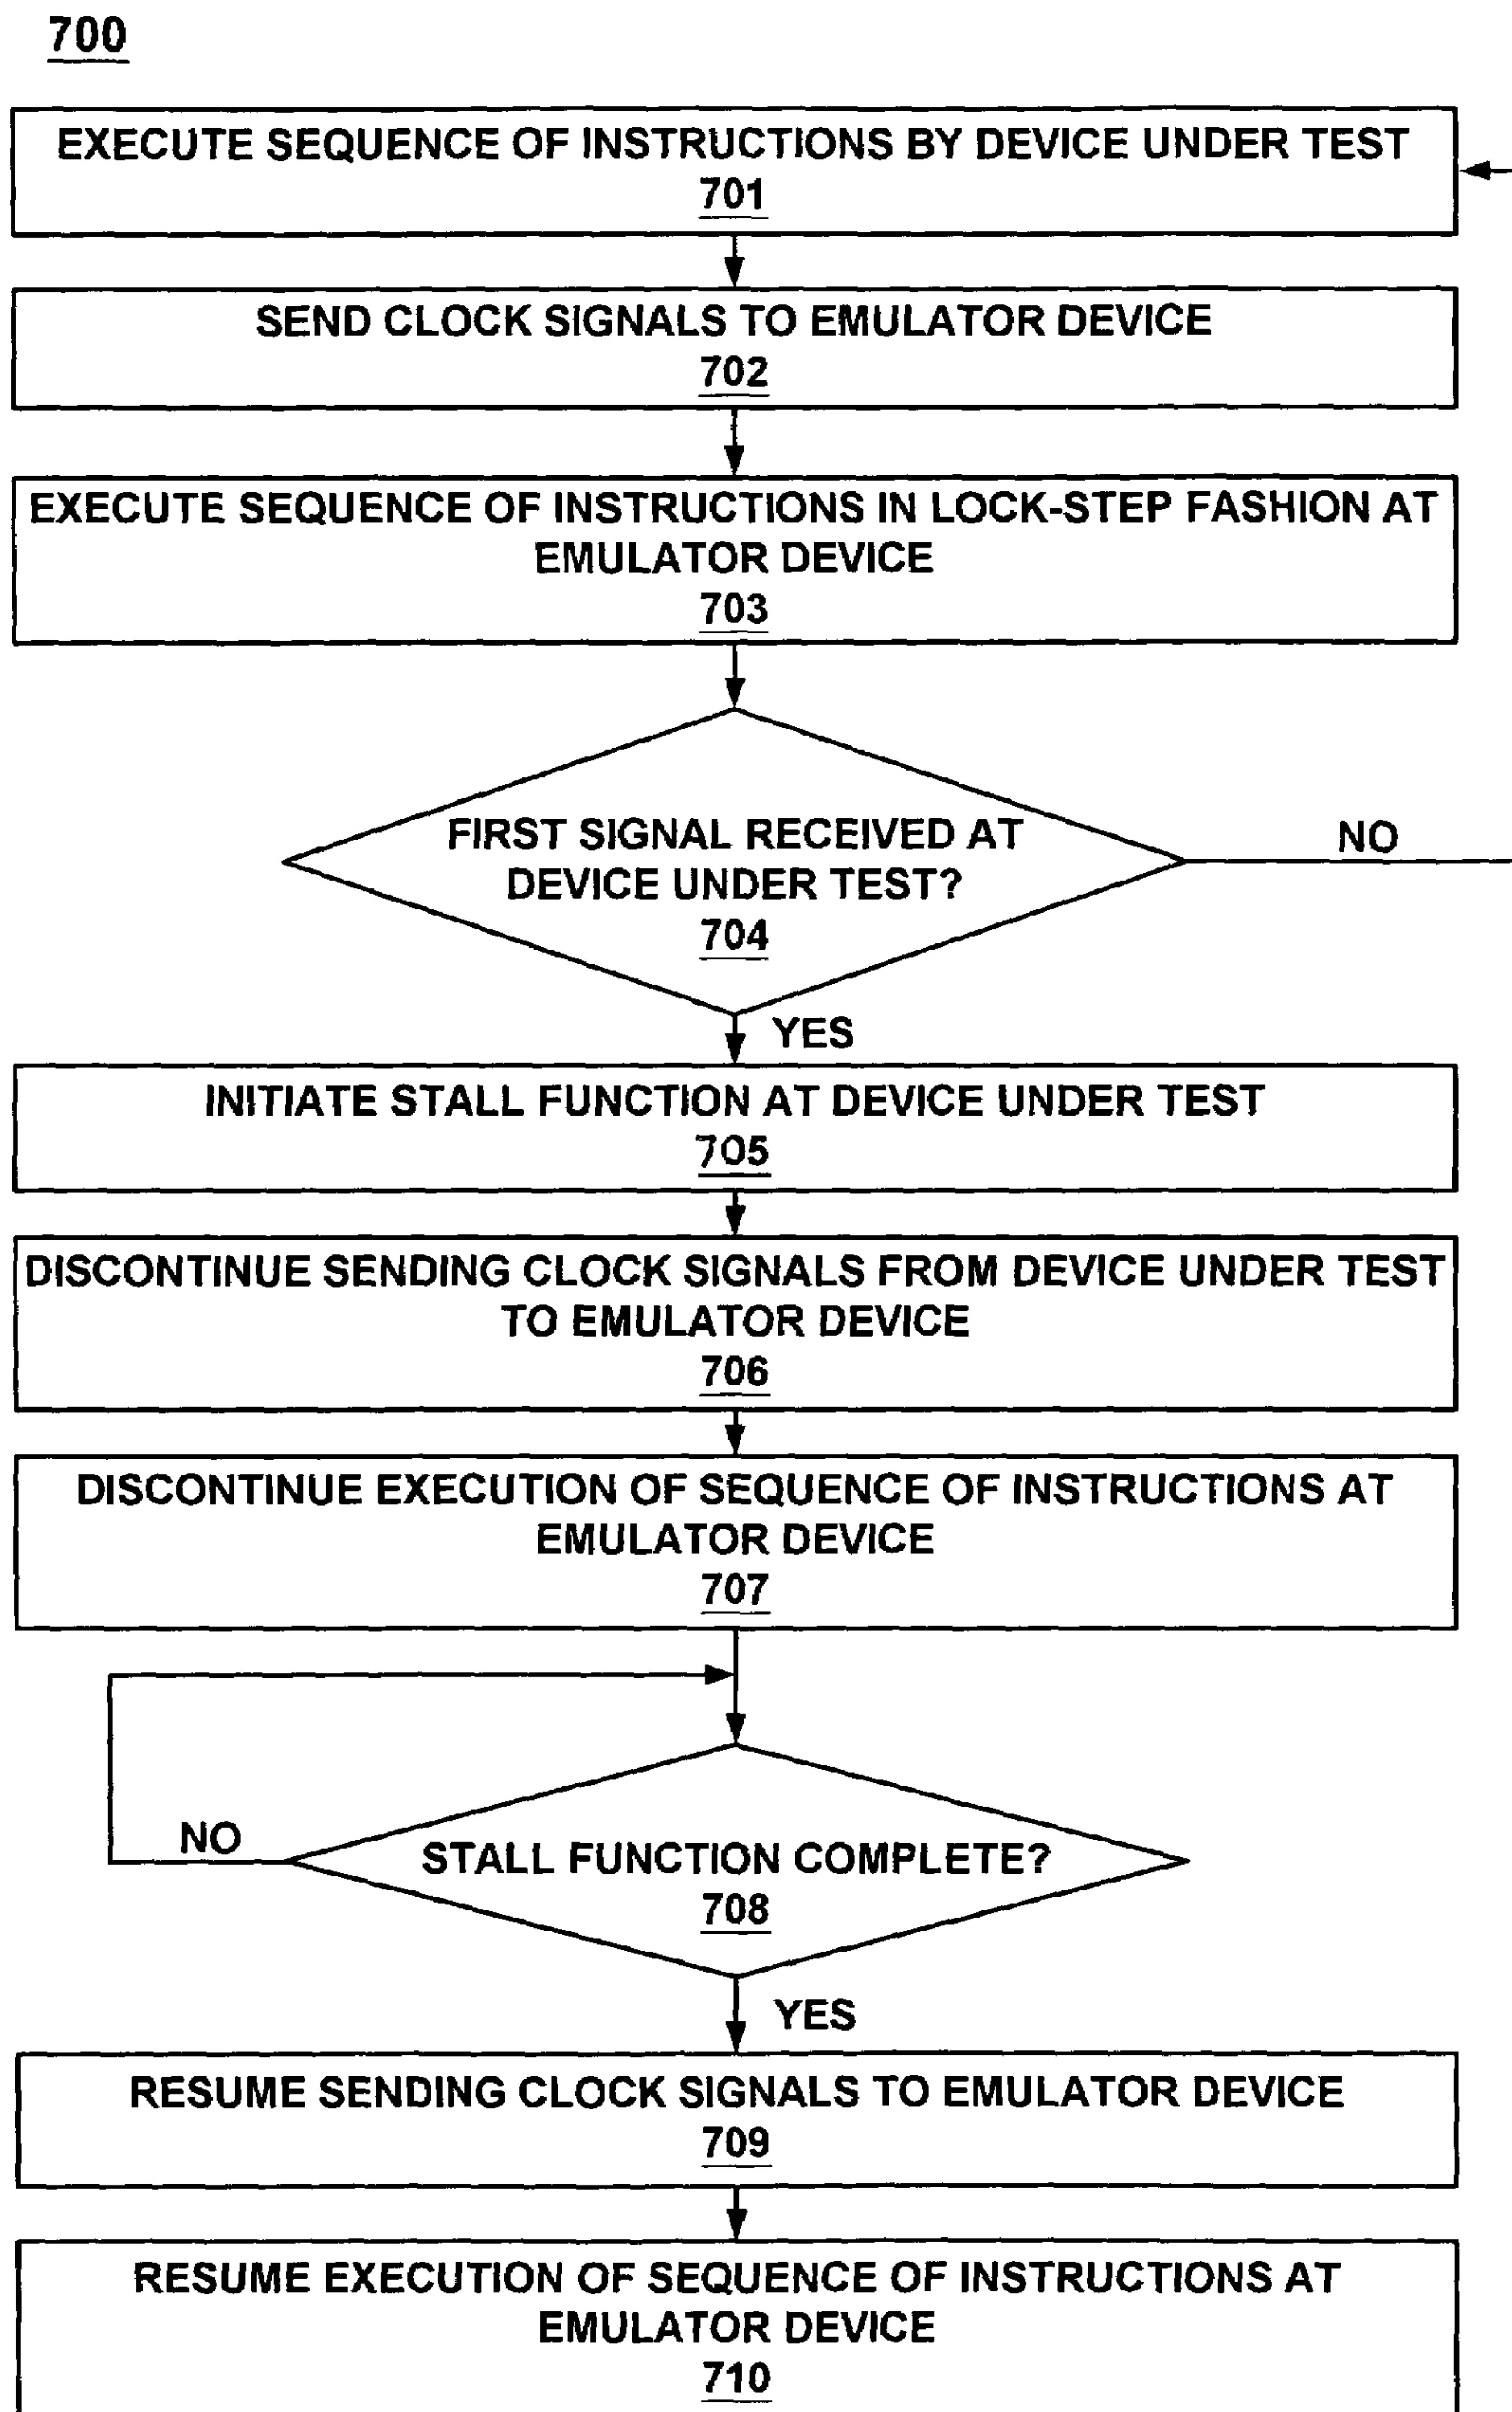 700
EXECUTE SEQUENCE OF INSTRUCTIONS BY DEVICE UNDER TEST
701
SEND CLOCK SIGNALS TO EMULATOR DEVICE
702
EXECUTE SEQUENCE OF INSTRUCTIONS IN LOCK-STEP FASHION AT
EMULATOR DEVICE
703
FIRST SIGNAL RECEIVED AT
DEVICE UNDER TEST?
704
NO
YES
INITIATE STALL FUNCTION AT DEVICE UNDER TEST
705
DISCONTINUE SENDING CLOCK SIGNALS FROM DEVICE UNDER TEST
TO EMULATOR DEVICE
706
DISCONTINUE EXECUTION OF SEQUENCE OF INSTRUCTIONS AT
EMULATOR DEVICE
707
NO
STALL FUNCTION COMPLETE?
708
YES
RESUME SENDING CLOCK SIGNALS TO EMULATOR DEVICE
709
RESUME EXECUTION OF SEQUENCE OF INSTRUCTIONS AT
EMULATOR DEVICE
710